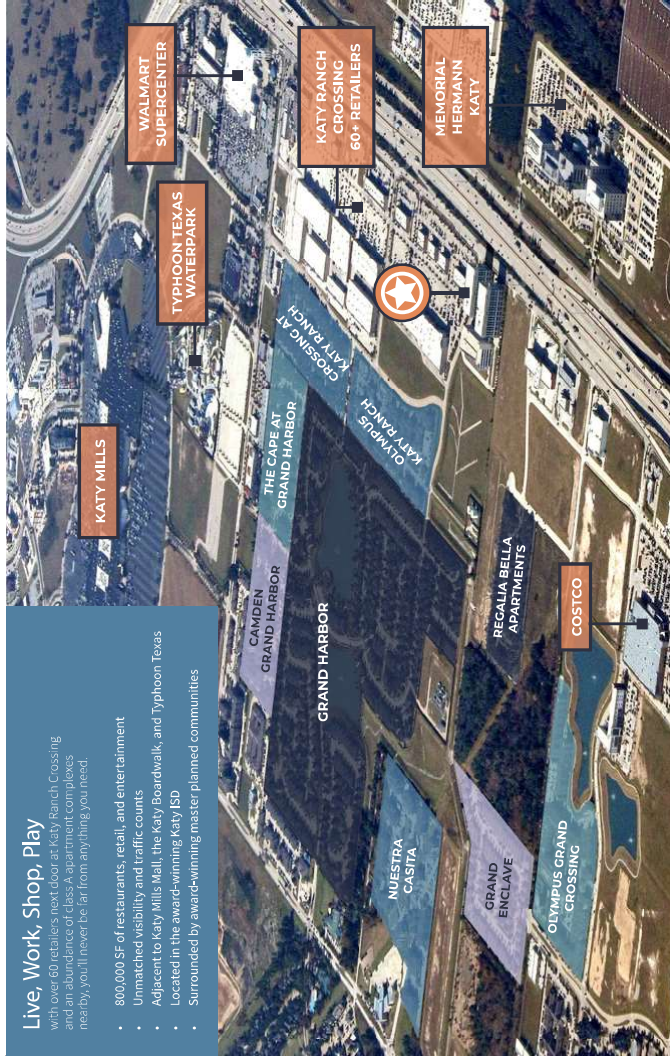 Live, Work, Shop, Play
with over 60 retailers next door at Katy Ranch Crossing
and an abundance of class A apartment complexes
nearby, you'll never be far from anything you need.
• 800,000 SF of restaurants, retail, and entertainment
• Unmatched visibility and traffic counts
• Adjacent to Katy Mills Mall, the Katy Boardwalk, and Typhoon Texas
• Located in the award-winning Katy ISD
• Surrounded by award-winning master planned communities
KATY MILLS
TYPHOON TEXAS
WATERPARK
WALMART
SUPERCENTER
KATY RANCH
CROSSING
60+ RETAILERS
MEMORIAL
HERMANN
KATY
CAMDEN
GRAND HARBOR
THE CAPE AT
GRAND HARBOR
CROSSING AT
KATY RANCH
OLYMPUS
KATY RANCH
GRAND HARBOR
NUESTRA
CASITA
GRAND
ENCLAVE
REGALIA BELLA
APARTMENTS
OLYMPUS GRAND
CROSSING
COSTCO